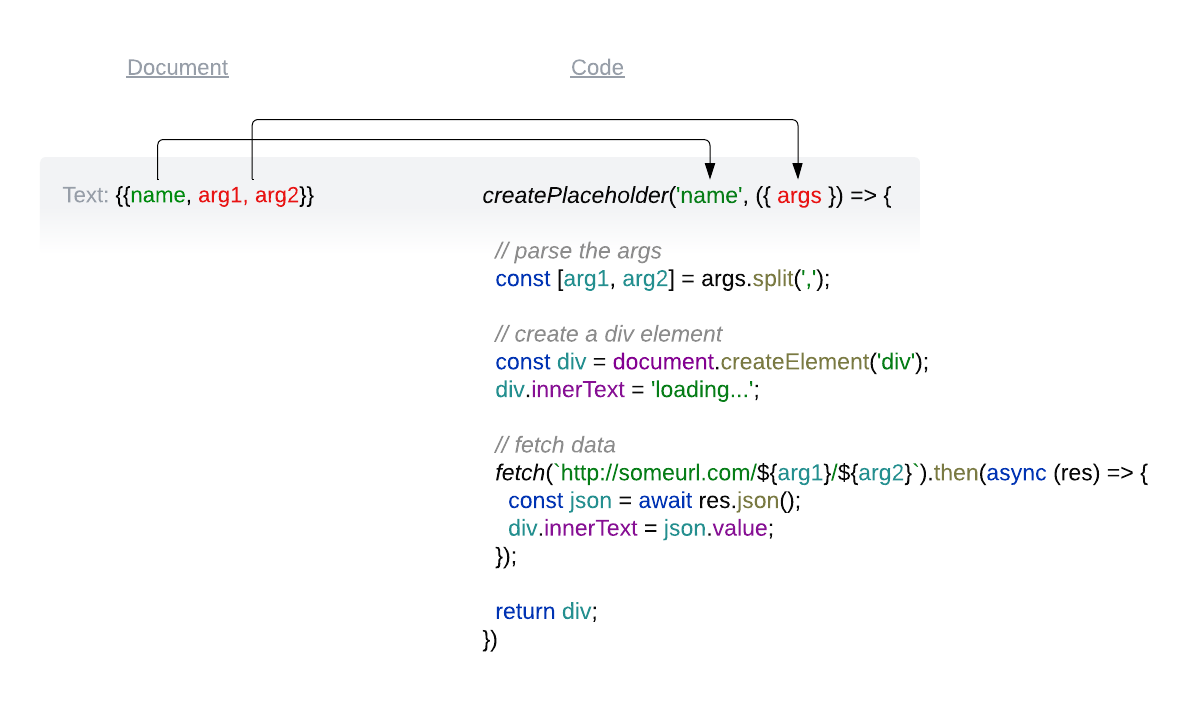 Document
Code
Text: {{name, arg1, arg2}}
createPlaceholder('name', ({ args }) => {
// parse the args
const [arg1, arg2] = args.split(',');
// create a div element
const div = document.createElement('div');
div.innerText = 'loading...';
// fetch data
fetch(`http://someurl.com/${arg1}/${arg2}`).then(async (res) => {
const json = await res.json();
div.innerText = json.value;
});
return div;
})